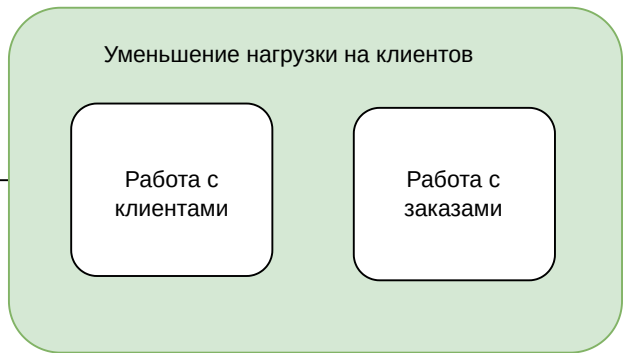 Уменьшение нагрузки на клиентов
Работа с
клиентами
Работа с
заказами